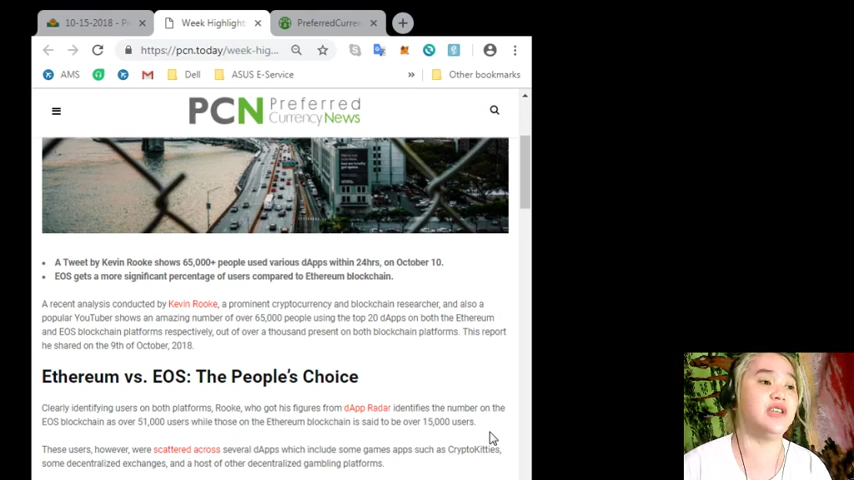 10-15-2018 - Pr
Week Highlight
PreferredCurre
https://pcn.today/week-hig...
AMS
Dell
ASUS E-Service
»
Other bookmarks
PCN Preferred
Currency News
A Tweet by Kevin Rooke shows 65,000+ people used various dApps within 24hrs, on October 10.
EOS gets a more significant percentage of users compared to Ethereum blockchain.
A recent analysis conducted by Kevin Rooke, a prominent cryptocurrency and blockchain researcher, and also a
popular YouTuber shows an amazing number of over 65,000 people using the top 20 dApps on both the Ethereum
and EOS blockchain platforms respectively, out of over a thousand present on both blockchain platforms. This report
he shared on the 9th of October, 2018.
Ethereum vs. EOS: The People's Choice
Clearly identifying users on both platforms, Rooke, who got his figures from dApp Radar identifies the number on the
EOS blockchain as over 51,000 users while those on the Ethereum blockchain is said to be over 15,000 users.
These users, however, were scattered across several dApps which include some games apps such as CryptoKitties,
some decentralized exchanges, and a host of other decentralized gambling platforms.